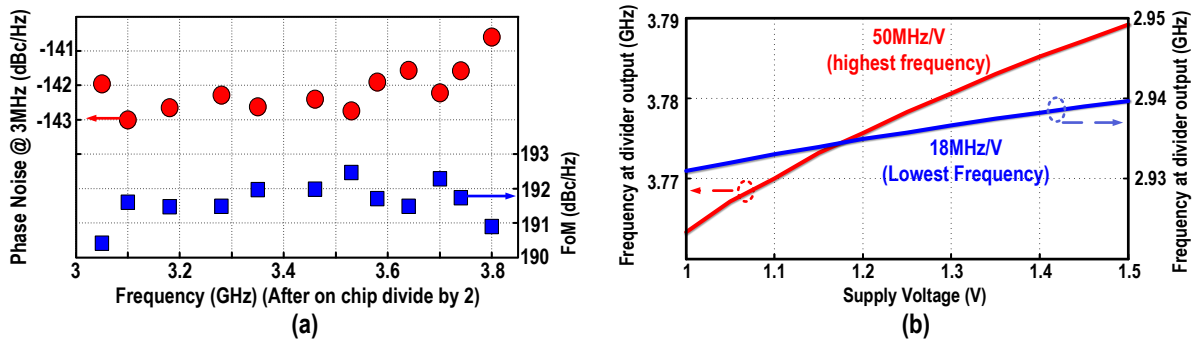 Phase Noise @ 3MHz (dBc/Hz)
-141
-142
-143
193
192
191
190
FoM (dBc/Hz)
3 3.2 3.4 3.6 3.8
Frequency (GHz) (After on chip divide by 2)
(a)
Frequency at divider output (GHz)
3.79
3.78
3.77
50MHz/V
(highest frequency)
18MHz/V
(Lowest Frequency)
2.95
2.94
2.93
Frequency at divider output (GHz)
1 1.1 1.2 1.3 1.4 1.5
Supply Voltage (V)
(b)